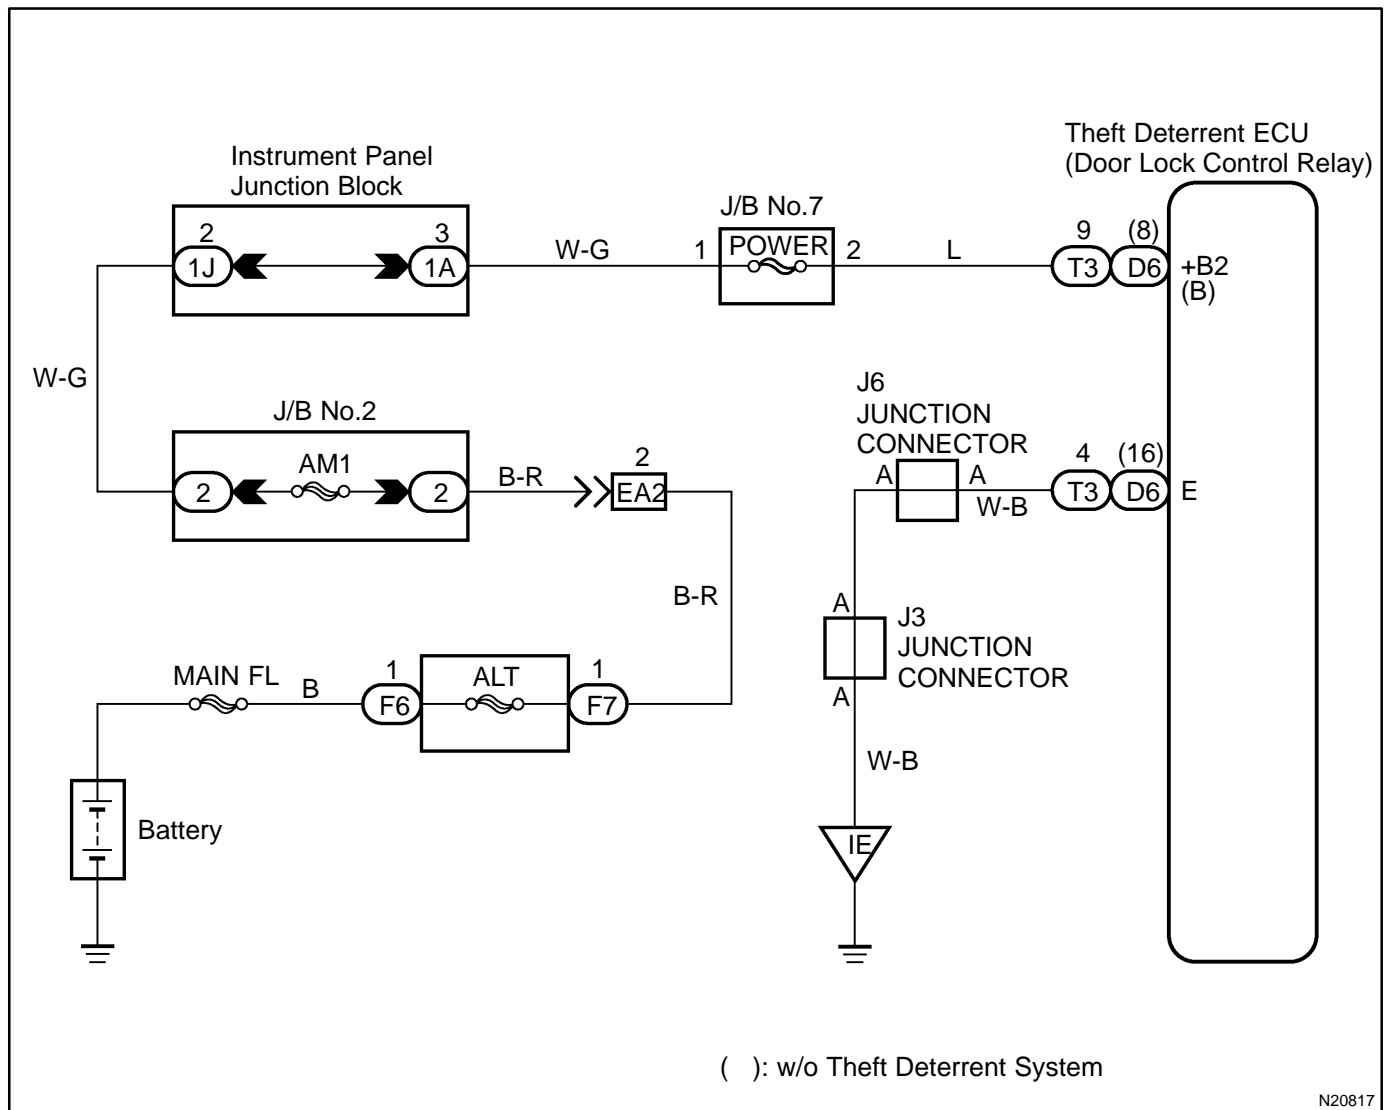 Theft Deterrent ECU
(Door Lock Control Relay)
Instrument Panel
Junction Block
J/B No.7
2
3
1
POWER
2
9
(8)
1J
1A
W-G
L
T3
D6
+B2
(B)
W-G
J6
JUNCTION
CONNECTOR
J/B No.2
AM1
2
2
B-R
2
EA2
A
A
W-B
4
(16)
T3
D6
E
B-R
A
J3
JUNCTION
CONNECTOR
A
MAIN FL
B
1
F6
ALT
1
F7
W-B
Battery
IE
( ): w/o Theft Deterrent System
N20817